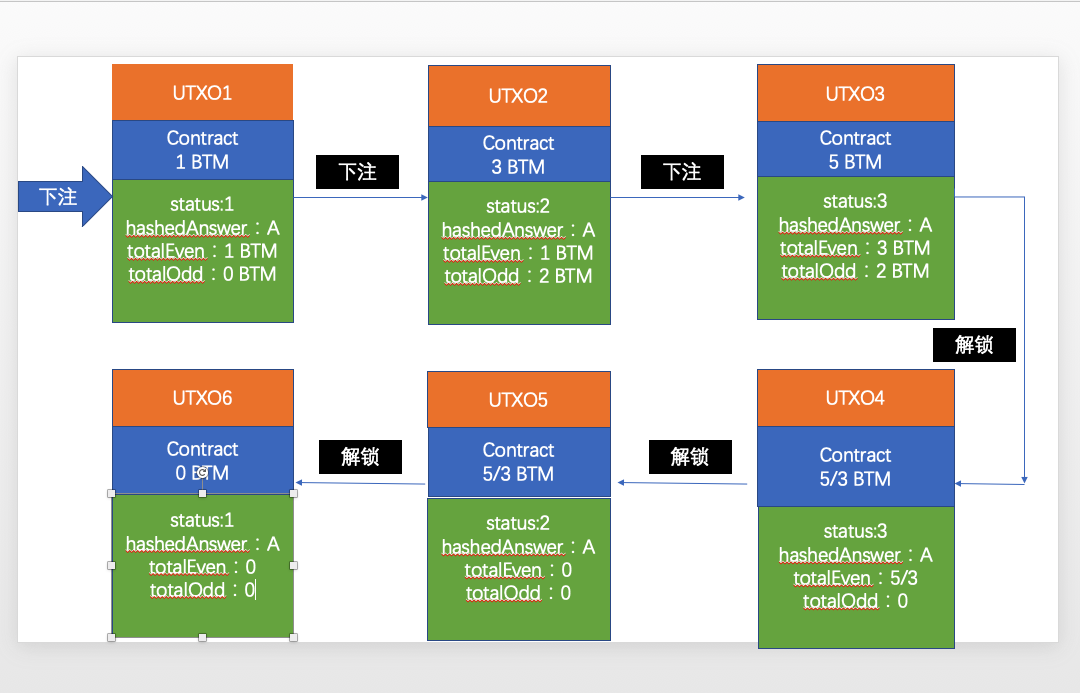 下注
UTXO1
Contract
1 BTM
status:1
hashedAnswer：A
totalEven：1 BTM
totalOdd：0 BTM
下注
UTXO2
Contract
3 BTM
status:2
hashedAnswer：A
totalEven：1 BTM
totalOdd：2 BTM
下注
UTXO3
Contract
5 BTM
status:3
hashedAnswer：A
totalEven：3 BTM
totalOdd：2 BTM
解锁
UTXO4
Contract
5/3 BTM
status:3
hashedAnswer：A
totalEven：5/3
totalOdd：0
解锁
UTXO5
Contract
5/3 BTM
status:2
hashedAnswer：A
totalEven：0
totalOdd：0
解锁
UTXO6
Contract
0 BTM
status:1
hashedAnswer：A
totalEven：0
totalOdd：0